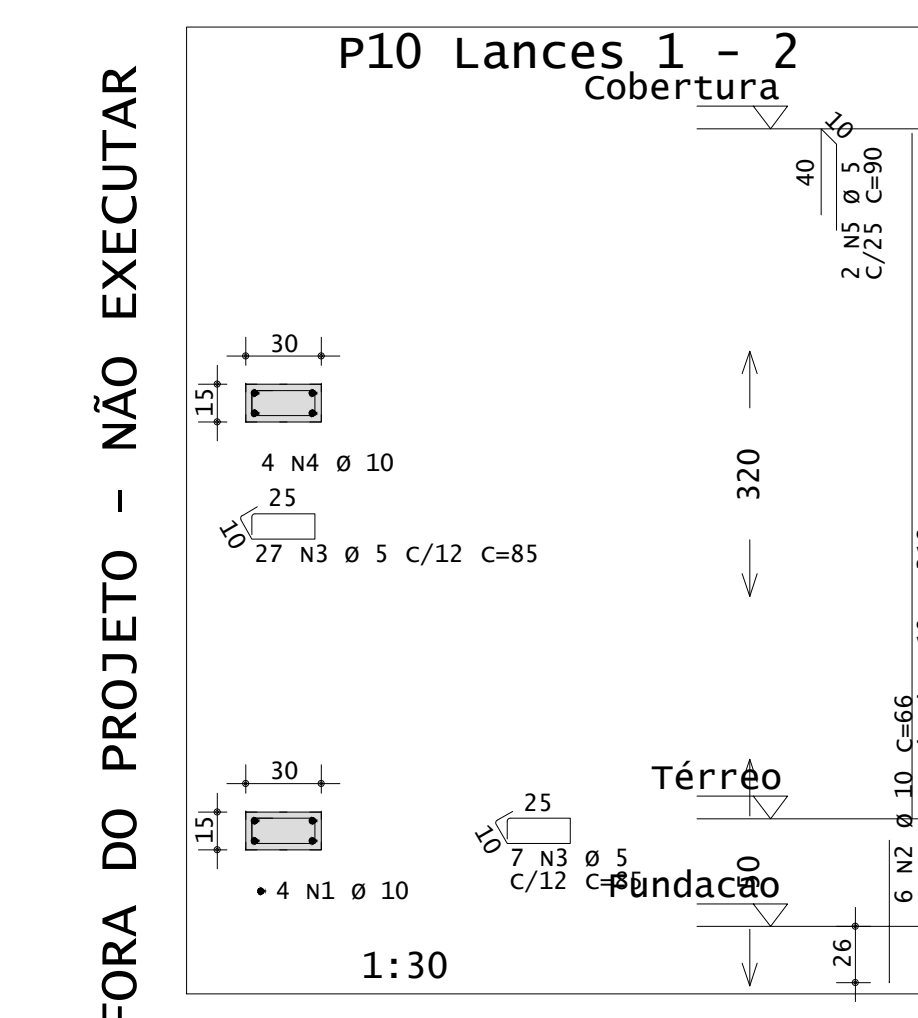 P10 Lances 1 - 2
Cobertura
10
40
2 N5 Ø 5
C/25 C=90
30
15
4 N4 Ø 10
25
10
27 N3 Ø 5 C/12 C=85
320
30
15
4 N1 Ø 10
25
10
7 N3 Ø 5
C/12 C=85
Térreo
50
Fundacao
6 N2 Ø 10 C=66
26
1:30
FORA DO PROJETO - NÃO EXECUTAR